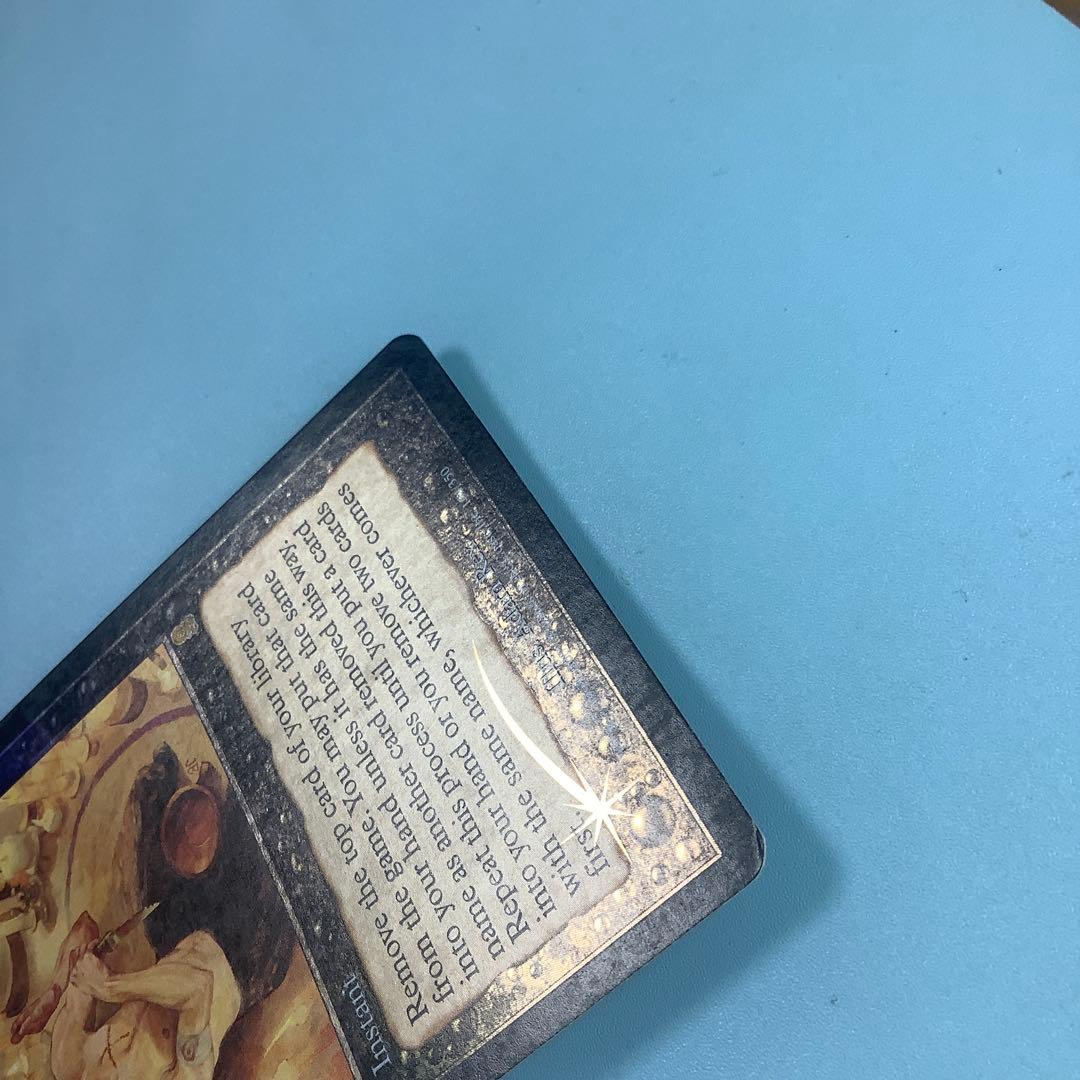 Instant
Remove the top card of your library
from the game. You may put that card
into your hand unless it has the same
name as another card removed this way.
Repeat this process until you put a card
into your hand or you remove two cards
with the same name, whichever comes
first.
Illus.